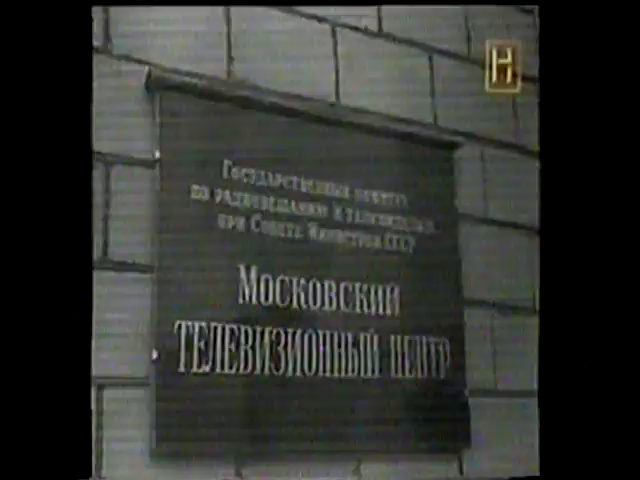 H
Государственный комитет
по радиовещанию и телевидению
при Совете Министров СССР
Московский
ТЕЛЕВИЗИОННЫЙ ЦЕНТР